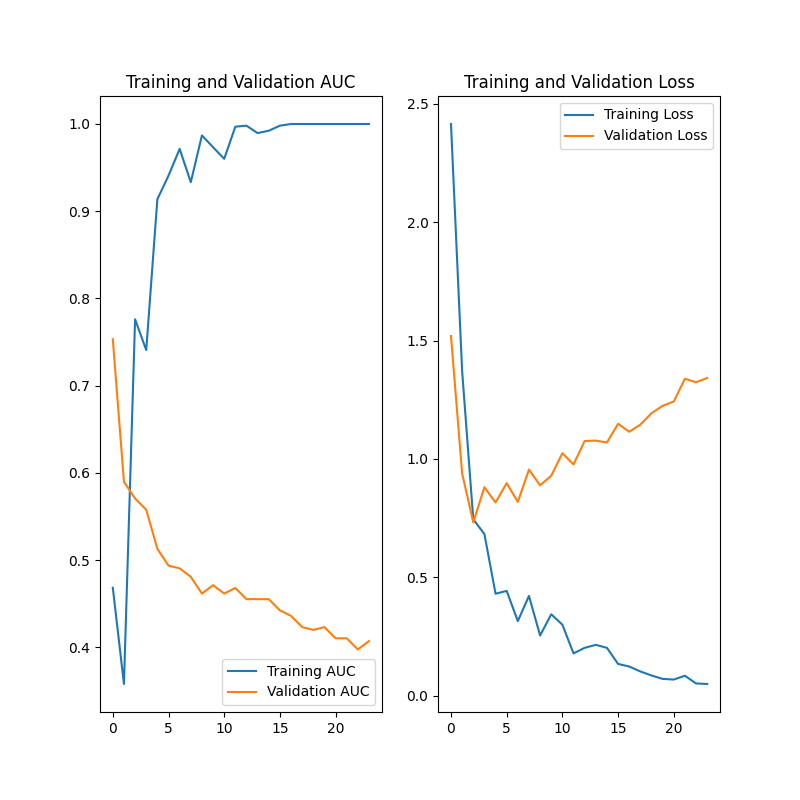 Training and Validation AUC
1.0
0.9
0.8
0.7
0.6
0.5
0.4
0 5 10 15 20
Training AUC
Validation AUC
Training and Validation Loss
2.5
2.0
1.5
1.0
0.5
0.0
0 5 10 15 20
Training Loss
Validation Loss